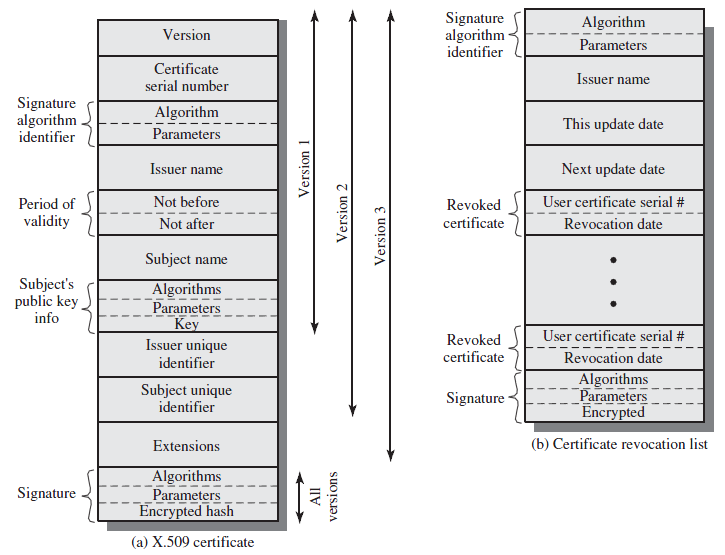 Version
Certificate
serial number
Signature
algorithm
identifier
Algorithm
Parameters
Issuer name
Period of
validity
Not before
Not after
Subject name
Subject's
public key
info
Algorithms
Parameters
Key
Issuer unique
identifier
Subject unique
identifier
Extensions
Signature
Algorithms
Parameters
Encrypted hash
Version 1
Version 2
Version 3
All
versions
(a) X.509 certificate
Signature
algorithm
identifier
Algorithm
Parameters
Issuer name
This update date
Next update date
Revoked
certificate
User certificate serial #
Revocation date
Revoked
certificate
User certificate serial #
Revocation date
Signature
Algorithms
Parameters
Encrypted
(b) Certificate revocation list